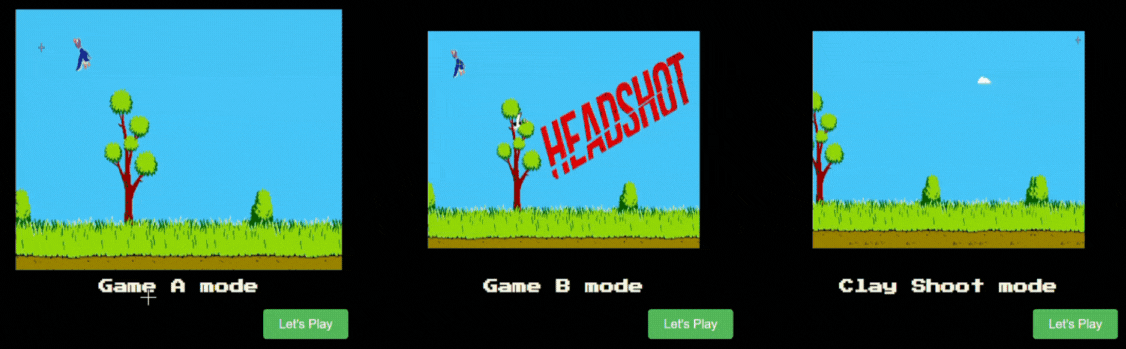 HEADSHOT
Game A mode
Game B mode
Clay Shoot mode
Let's Play
Let's Play
Let's Play